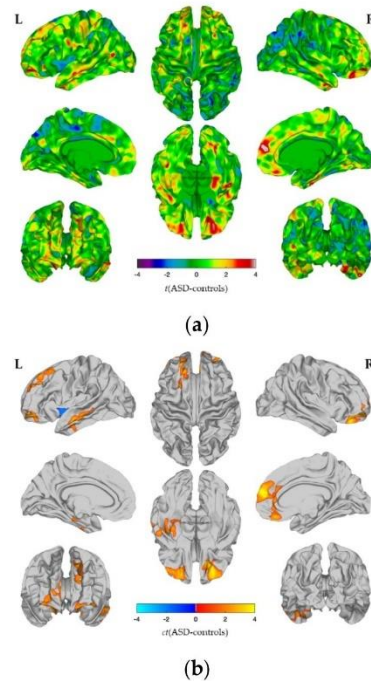 L R
-4 -2 0 2 4
t(ASD-controls)
(a)
L R
-4 -2 0 2 4
ct(ASD-controls)
(b)